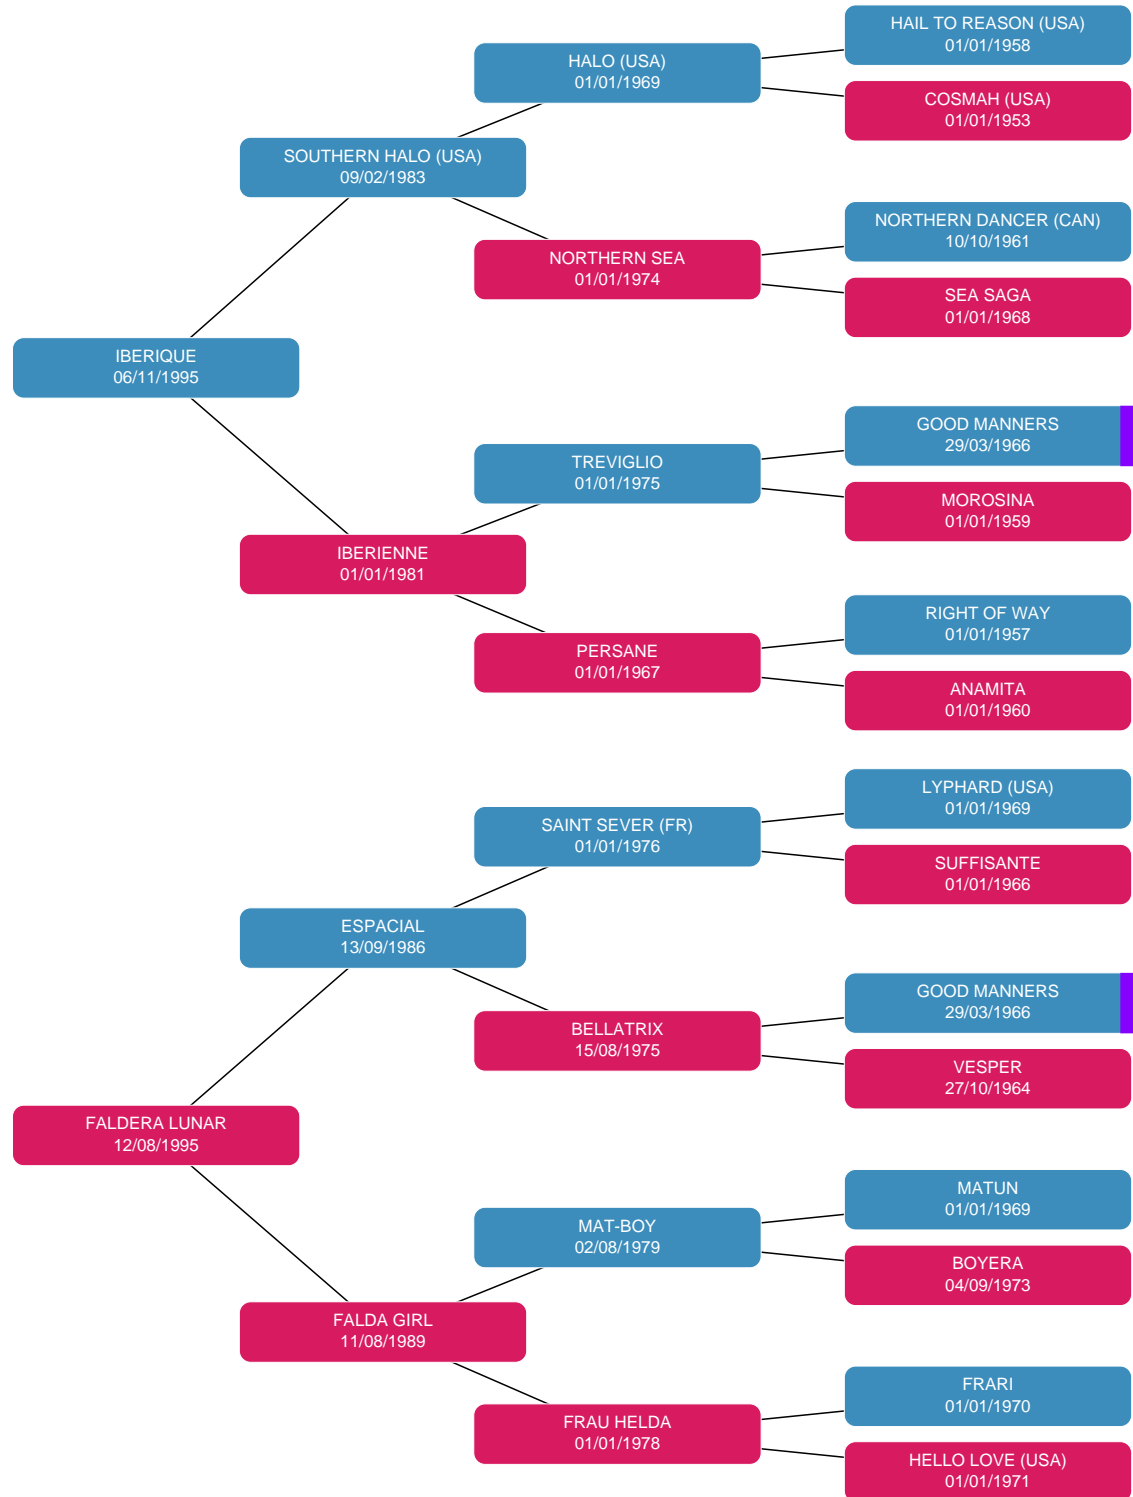 HAIL TO REASON (USA)
01/01/1958
HALO (USA)
01/01/1969
COSMAH (USA)
01/01/1953
SOUTHERN HALO (USA)
09/02/1983
NORTHERN DANCER (CAN)
10/10/1961
NORTHERN SEA
01/01/1974
SEA SAGA
01/01/1968
IBERIQUE
06/11/1995
GOOD MANNERS
29/03/1966
TREVIGLIO
01/01/1975
MOROSINA
01/01/1959
IBERIENNE
01/01/1981
RIGHT OF WAY
01/01/1957
PERSANE
01/01/1967
ANAMITA
01/01/1960
LYPHARD (USA)
01/01/1969
SAINT SEVER (FR)
01/01/1976
SUFFISANTE
01/01/1966
ESPACIAL
13/09/1986
GOOD MANNERS
29/03/1966
BELLATRIX
15/08/1975
VESPER
27/10/1964
FALDERA LUNAR
12/08/1995
MATUN
01/01/1969
MAT-BOY
02/08/1979
BOYERA
04/09/1973
FALDA GIRL
11/08/1989
FRARI
01/01/1970
FRAU HELDA
01/01/1978
HELLO LOVE (USA)
01/01/1971